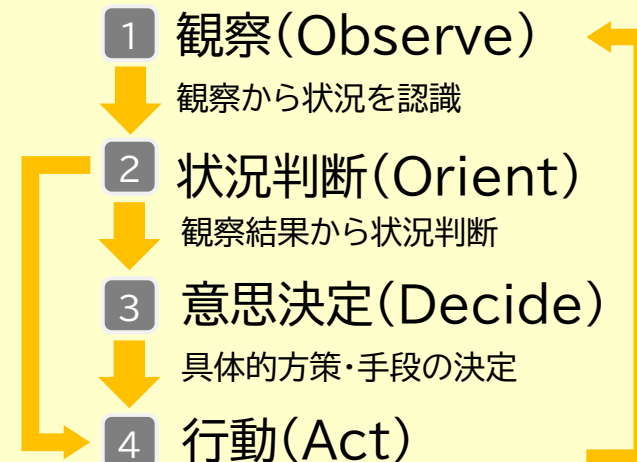 1 観察(Observe)
観察から状況を認識
2 状況判断(Orient)
観察結果から状況判断
3 意思決定(Decide)
具体的方策・手段の決定
4 行動(Act)